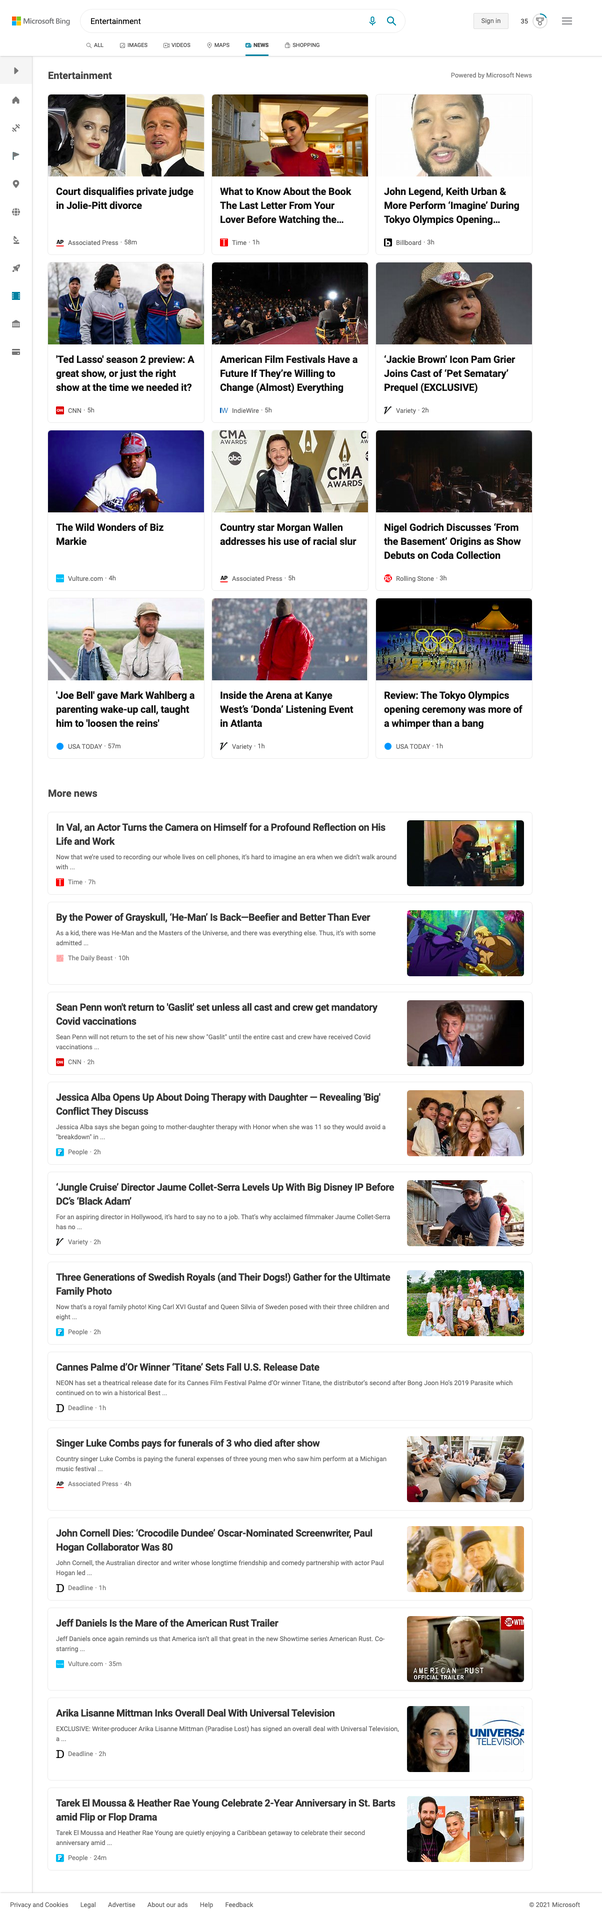 Microsoft Bing
Entertainment
Sign in
35
ALL
IMAGES
VIDEOS
MAPS
NEWS
SHOPPING
Entertainment
Powered by Microsoft News
Court disqualifies private judge
in Jolie-Pitt divorce
AP Associated Press · 58m
What to Know About the Book
The Last Letter From Your
Lover Before Watching the...
Time · 1h
John Legend, Keith Urban &
More Perform ‘Imagine’ During
Tokyo Olympics Opening...
Billboard · 3h
'Ted Lasso' season 2 preview: A
great show, or just the right
show at the time we needed it?
CNN · 5h
American Film Festivals Have a
Future If They’re Willing to
Change (Almost) Everything
IW IndieWire · 5h
‘Jackie Brown’ Icon Pam Grier
Joins Cast of ‘Pet Sematary’
Prequel (EXCLUSIVE)
Variety · 2h
BIZ
The Wild Wonders of Biz
Markie
Vulture.com · 4h
CMA
AWARDS
abc
CMA
AWARDS
Country star Morgan Wallen
addresses his use of racial slur
AP Associated Press · 5h
Nigel Godrich Discusses ‘From
the Basement’ Origins as Show
Debuts on Coda Collection
Rolling Stone · 3h
'Joe Bell' gave Mark Wahlberg a
parenting wake-up call, taught
him to 'loosen the reins'
USA TODAY · 57m
Inside the Arena at Kanye
West’s ‘Donda’ Listening Event
in Atlanta
Variety · 1h
Review: The Tokyo Olympics
opening ceremony was more of
a whimper than a bang
USA TODAY · 1h
More news
In Val, an Actor Turns the Camera on Himself for a Profound Reflection on His
Life and Work
Now that we're used to recording our whole lives on cell phones, it's hard to imagine an era when we didn't walk around
with ...
Time · 7h
By the Power of Grayskull, 'He-Man' Is Back—Beefier and Better Than Ever
As a kid, there was He-Man and the Masters of the Universe, and there was everything else. Thus, it's with some
admitted ...
The Daily Beast · 10h
Sean Penn won't return to 'Gaslit' set unless all cast and crew get mandatory
Covid vaccinations
Sean Penn will not return to the set of his new show "Gaslit" until the entire cast and crew have received Covid
vaccinations ...
CNN · 2h
Jessica Alba Opens Up About Doing Therapy with Daughter — Revealing 'Big'
Conflict They Discuss
Jessica Alba says she began going to mother-daughter therapy with Honor when she was 11 so they would avoid a
"breakdown" in ...
People · 2h
‘Jungle Cruise’ Director Jaume Collet-Serra Levels Up With Big Disney IP Before
DC’s ‘Black Adam’
For an aspiring director in Hollywood, it's hard to say no to a job. That's why acclaimed filmmaker Jaume Collet-Serra
has no ...
Variety · 2h
Three Generations of Swedish Royals (and Their Dogs!) Gather for the Ultimate
Family Photo
Now that's a royal family photo! King Carl XVI Gustaf and Queen Silvia of Sweden posed with their three children and
eight ...
People · 2h
Cannes Palme d’Or Winner ‘Titane’ Sets Fall U.S. Release Date
NEON has set a theatrical release date for its Cannes Film Festival Palme d'Or winner Titane, the distributor's second after Bong Joon Ho's 2019 Parasite which
continued on to win a historical Best ...
Deadline · 1h
Singer Luke Combs pays for funerals of 3 who died after show
Country singer Luke Combs is paying the funeral expenses of three young men who saw him perform at a Michigan
music festival ...
AP Associated Press · 4h
John Cornell Dies: ‘Crocodile Dundee’ Oscar-Nominated Screenwriter, Paul
Hogan Collaborator Was 80
John Cornell, the Australian director and writer whose longtime friendship and comedy partnership with actor Paul
Hogan led ...
Deadline · 1h
Jeff Daniels Is the Mare of the American Rust Trailer
Jeff Daniels once again reminds us that America isn't all that great in the new Showtime series American Rust. Co-
starring ...
Vulture.com · 35m
AMERICAN RUST
OFFICIAL TRAILER
Arika Lisanne Mittman Inks Overall Deal With Universal Television
EXCLUSIVE: Writer-producer Arika Lisanne Mittman (Paradise Lost) has signed an overall deal with Universal Television,
a ...
Deadline · 2h
UNIVERSA
TELEVISION
Tarek El Moussa & Heather Rae Young Celebrate 2-Year Anniversary in St. Barts
amid Flip or Flop Drama
Tarek El Moussa and Heather Rae Young are quietly enjoying a Caribbean getaway to celebrate their second
anniversary amid ...
People · 24m
Privacy and Cookies
Legal
Advertise
About our ads
Help
Feedback
© 2021 Microsoft